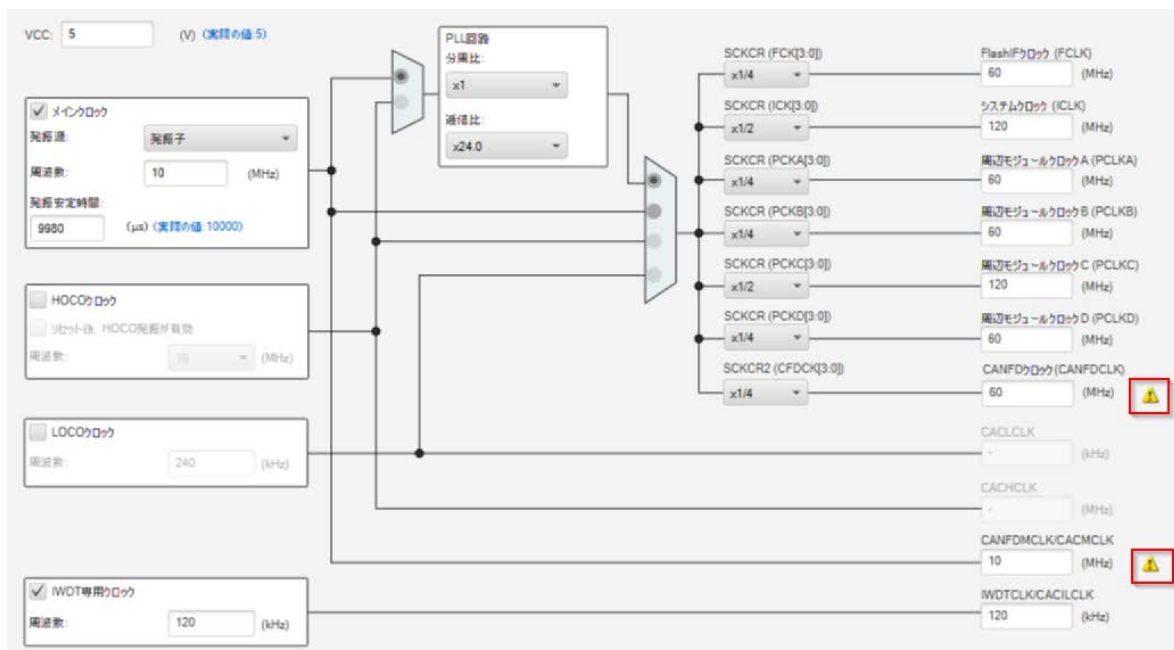 VCC: 5 (V) (実際の値:5)
PLL回路
分周比:
x1
逓倍比:
x24.0
メインクロック
発振源: 発振子
周波数: 10 (MHz)
発振安定時間:
9980 (μs) (実際の値:10000)
HOCOクロック
リセット後、HOCO発振が有効
周波数: 16 (MHz)
LOCOクロック
周波数: 240 (kHz)
IWDT専用クロック
周波数: 120 (kHz)
SCKCR (FCK[3:0])
x1/4
SCKCR (ICK[3:0])
x1/2
SCKCR (PCKA[3:0])
x1/4
SCKCR (PCKB[3:0])
x1/4
SCKCR (PCKC[3:0])
x1/2
SCKCR (PCKD[3:0])
x1/4
SCKCR2 (CFDCK[3:0])
x1/4
FlashIFクロック (FCLK)
60 (MHz)
システムクロック (ICLK)
120 (MHz)
周辺モジュールクロックA (PCLKA)
60 (MHz)
周辺モジュールクロックB (PCLKB)
60 (MHz)
周辺モジュールクロックC (PCLKC)
120 (MHz)
周辺モジュールクロックD (PCLKD)
60 (MHz)
CANFDクロック(CANFDCLK)
60 (MHz)
CACLCLK
- (kHz)
CACHCLK
- (MHz)
CANFDMCLK/CACMCLK
10 (MHz)
IWDTCLK/CACILCLK
120 (kHz)